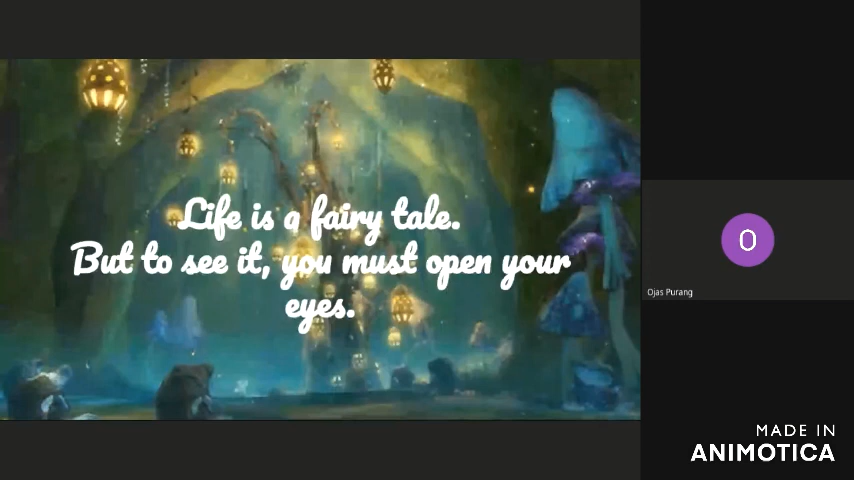 Life is a fairy tale.
But to see it, you must open your
eyes.
O
Ojas Purang
MADE IN
ANIMOTICA